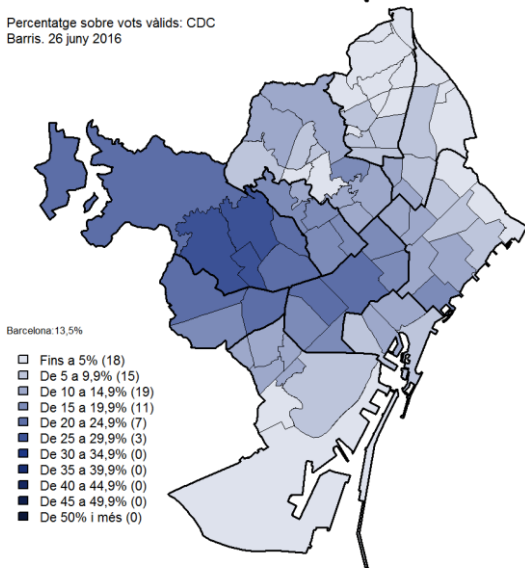 Percentatge sobre vots vàlids: CDC
Barris. 26 juny 2016
Barcelona:13,5%
Fins a 5% (18)
De 5 a 9,9% (15)
De 10 a 14,9% (19)
De 15 a 19,9% (11)
De 20 a 24,9% (7)
De 25 a 29,9% (3)
De 30 a 34,9% (0)
De 35 a 39,9% (0)
De 40 a 44,9% (0)
De 45 a 49,9% (0)
De 50% i més (0)